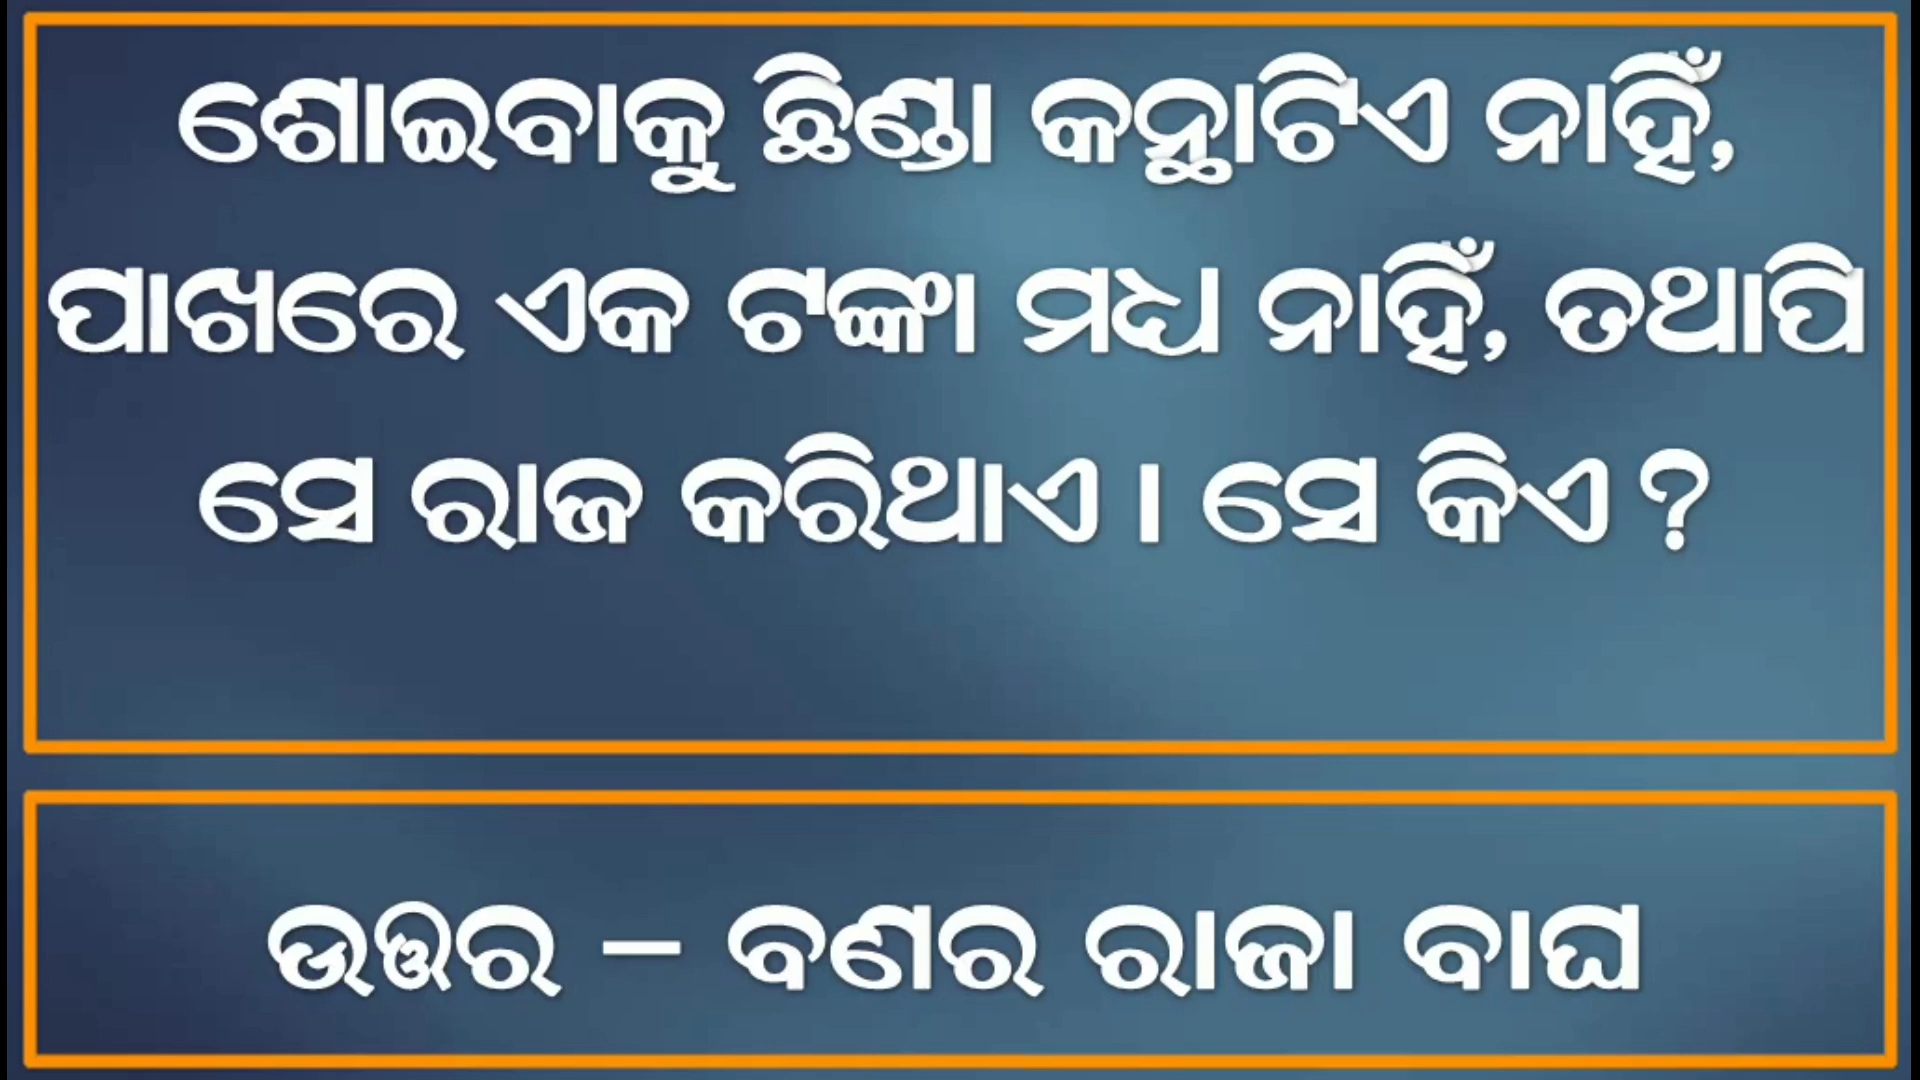 ଶୋଇବାକୁ ଛିଣ୍ଡା କନ୍ଥାଟିଏ ନାହିଁ,
ପାଖରେ ଏକ ଟଙ୍କା ମଧ୍ୟ ନାହିଁ, ତଥାପି
ସେ ରାଜ କରିଥାଏ । ସେ କିଏ ?
ଉତ୍ତର – ବଣର ରାଜା ବାଘ